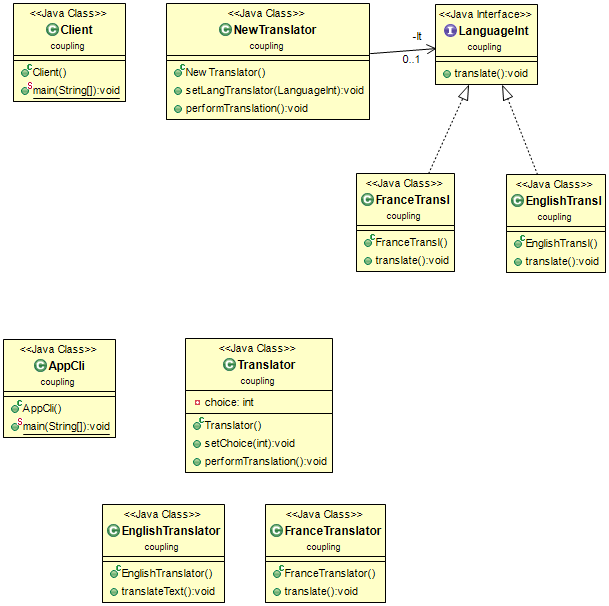 <<Java Class>>
Client
coupling
Client()
main(String[]):void
<<Java Class>>
NewTranslator
coupling
NewTranslator()
setLangTranslator(LanguageInt):void
performTranslation():void
-lt
0..1
<<Java Interface>>
LanguageInt
coupling
translate():void
<<Java Class>>
FranceTransl
coupling
FranceTransl()
translate():void
<<Java Class>>
EnglishTransl
coupling
EnglishTransl()
translate():void
<<Java Class>>
AppCli
coupling
AppCli()
main(String[]):void
<<Java Class>>
Translator
coupling
choice: int
Translator()
setChoice(int):void
performTranslation():void
<<Java Class>>
EnglishTranslator
coupling
EnglishTranslator()
translateText():void
<<Java Class>>
FranceTranslator
coupling
FranceTranslator()
translate():void